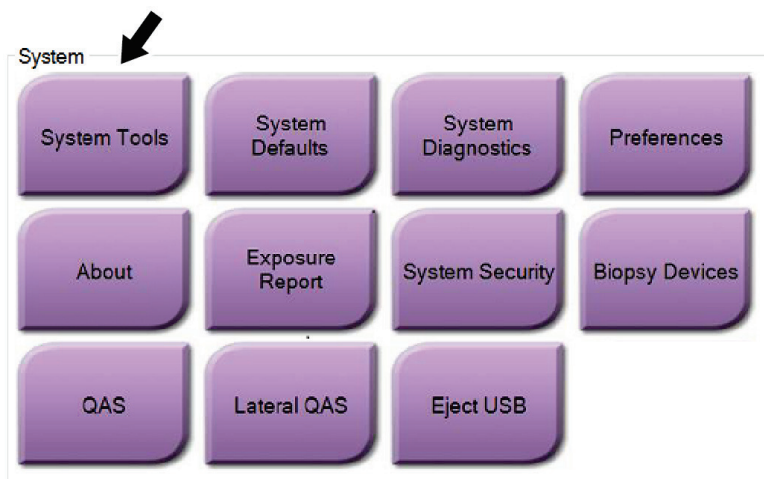 System
System Tools
System
Defaults
System
Diagnostics
Preferences
About
Exposure
Report
System Security
Biopsy Devices
QAS
Lateral QAS
Eject USB